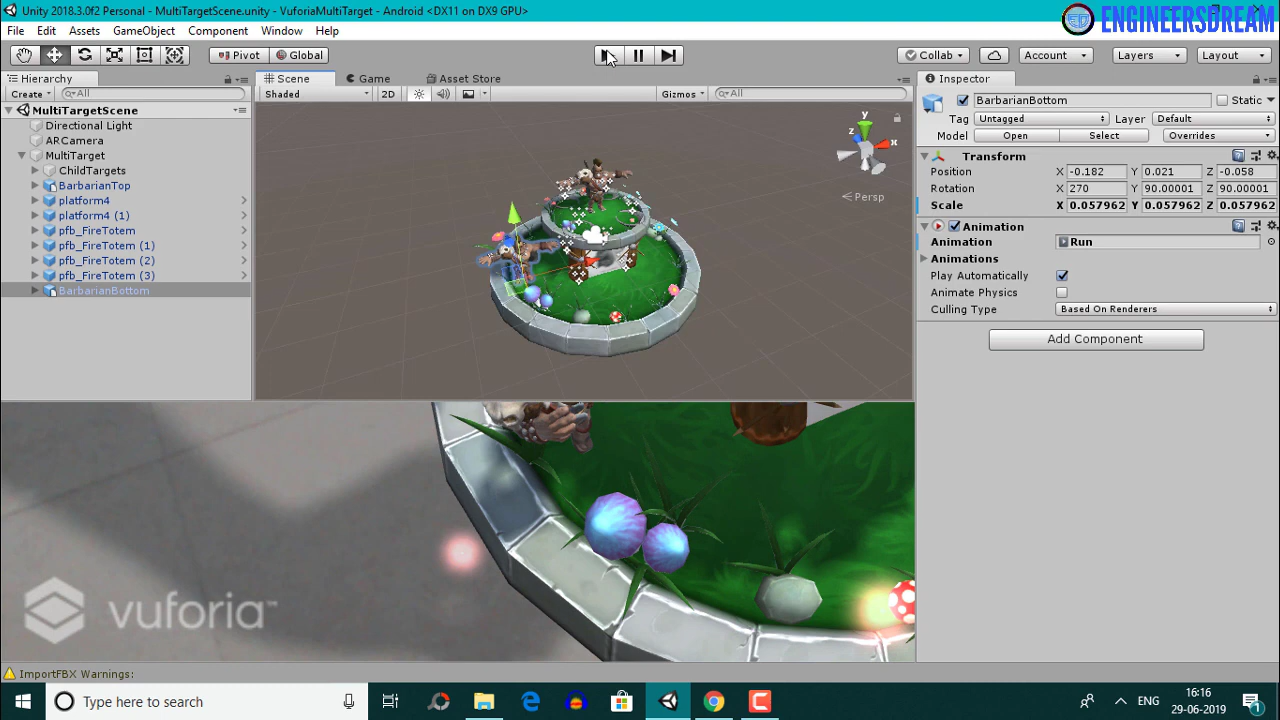 Unity 2018.3.0f2 Personal - MultiTargetScene.unity - VuforiaMultiTarget - Android <DX11 on DX9 GPU>
ENGINEERSDREAM
File Edit Assets GameObject Component Window Help
Pivot Global Collab Account Layers Layout
Hierarchy
Create All
MultiTargetScene
Directional Light
ARCamera
MultiTarget
ChildTargets
BarbarianTop
platform4
platform4 (1)
pfb_FireTotem
pfb_FireTotem (1)
pfb_FireTotem (2)
pfb_FireTotem (3)
BarbarianBottom
Scene Game Asset Store
Shaded 2D Gizmos All
y
z x
Persp
Inspector
BarbarianBottom Static
Tag Untagged Layer Default
Model Open Select Overrides
Transform
Position X -0.182 Y 0.021 Z -0.058
Rotation X 270 Y 90.00001 Z 90.00001
Scale X 0.057962 Y 0.057962 Z 0.057962
Animation
Animation Run
Animations
Play Automatically
Animate Physics
Culling Type Based On Renderers
Add Component
vuforia™
ImportFBX Warnings:
Type here to search
ENG
16:16
29-06-2019
1